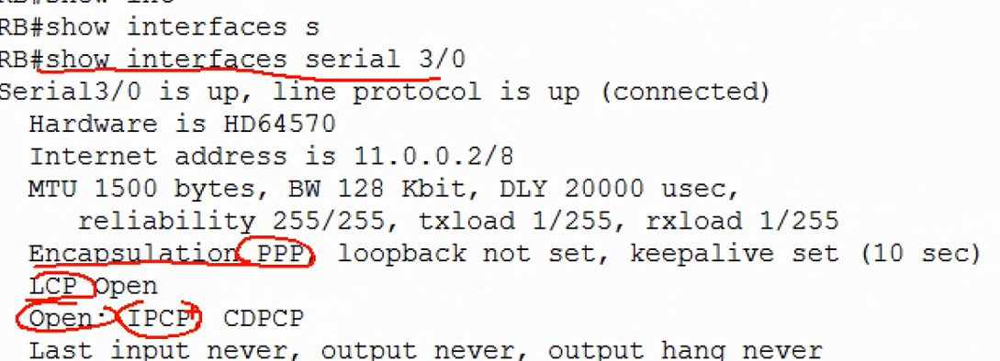 RB#show interfaces s
RB#show interfaces serial 3/0
Serial3/0 is up, line protocol is up (connected)
Hardware is HD64570
Internet address is 11.0.0.2/8
MTU 1500 bytes, BW 128 Kbit, DLY 20000 usec,
reliability 255/255, txload 1/255, rxload 1/255
Encapsulation PPP, loopback not set, keepalive set (10 sec)
LCP Open
Open: IPCP, CDPCP
Last input never, output never, output hang never